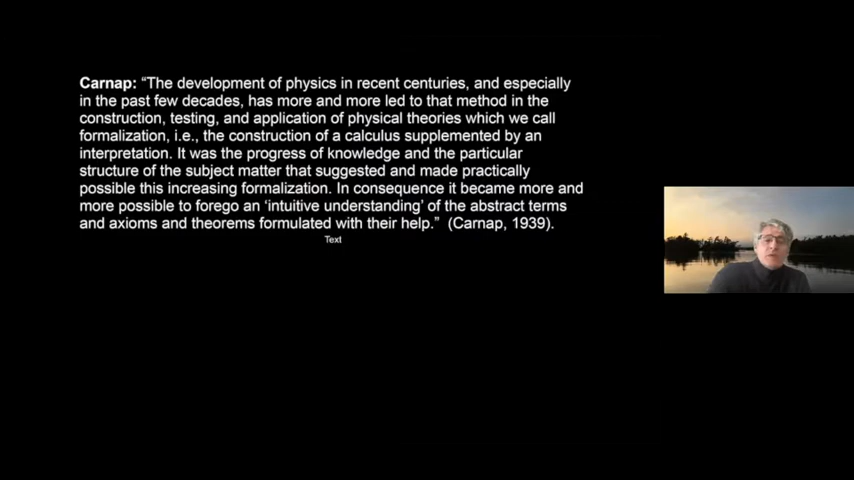 Carnap: “The development of physics in recent centuries, and especially
in the past few decades, has more and more led to that method in the
construction, testing, and application of physical theories which we call
formalization, i.e., the construction of a calculus supplemented by an
interpretation. It was the progress of knowledge and the particular
structure of the subject matter that suggested and made practically
possible this increasing formalization. In consequence it became more and
more possible to forego an ‘intuitive understanding’ of the abstract terms
and axioms and theorems formulated with their help.” (Carnap, 1939).
Text